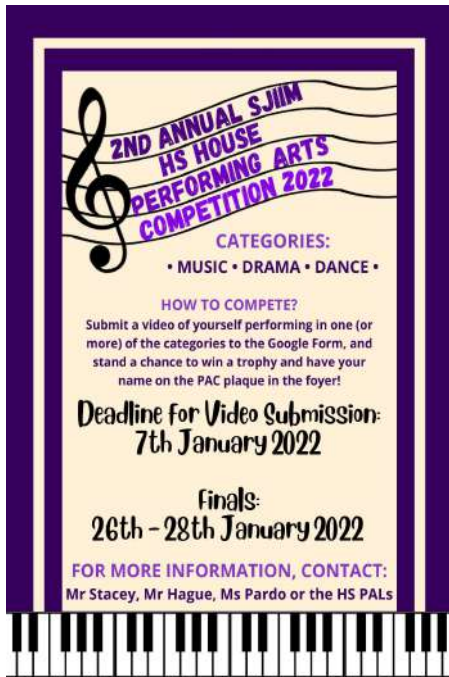 2ND ANNUAL SJIIM
HS HOUSE
PERFORMING ARTS
COMPETITION 2022
CATEGORIES:
• MUSIC • DRAMA • DANCE •
HOW TO COMPETE?
Submit a video of yourself performing in one (or
more) of the categories to the Google Form, and
stand a chance to win a trophy and have your
name on the PAC plaque in the foyer!
Deadline for Video Submission:
7th January 2022
Finals:
26th - 28th January 2022
FOR MORE INFORMATION, CONTACT:
Mr Stacey, Mr Hague, Ms Pardo or the HS PALs